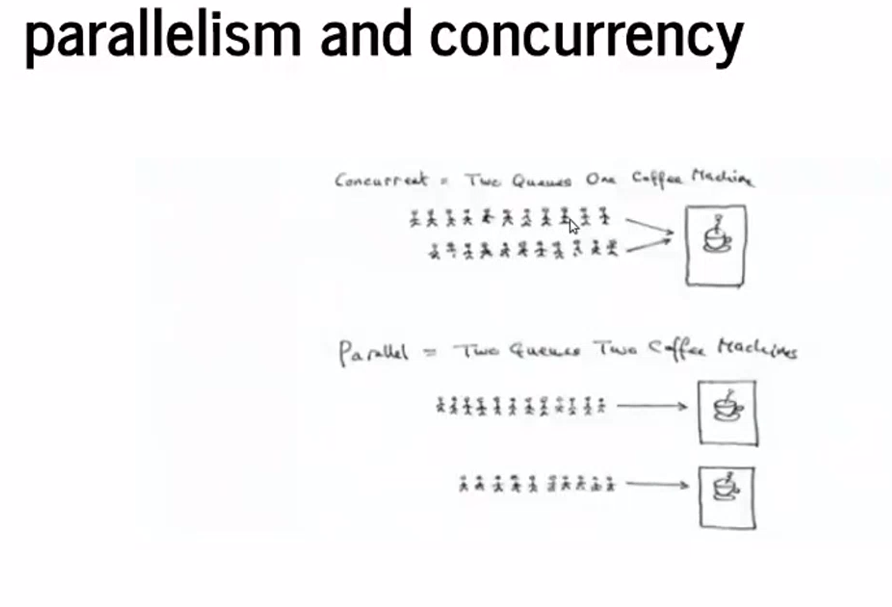 parallelism and concurrency
Concurrent = Two Queues One Coffee Machine
Parallel = Two Queues Two Coffee Machines